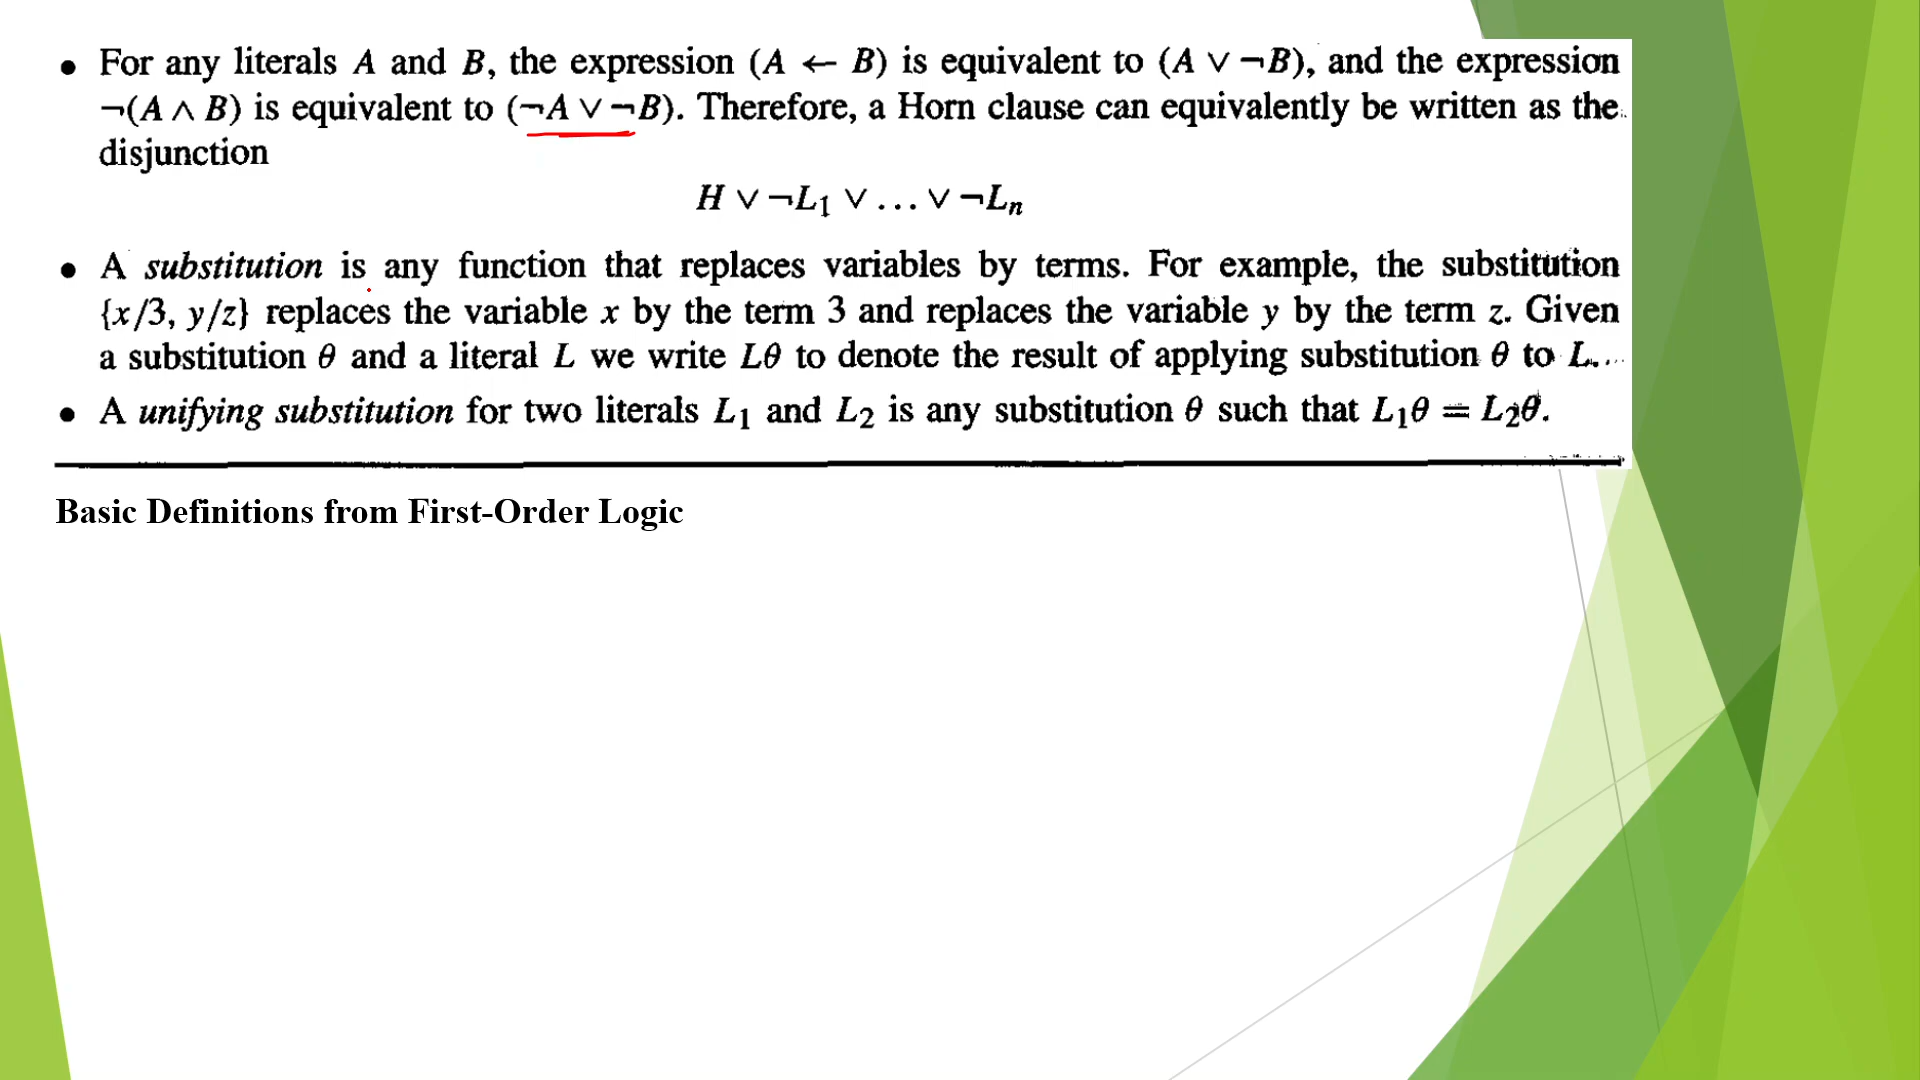 • For any literals A and B, the expression (A ← B) is equivalent to (A ∨ ¬B), and the expression
¬(A ∧ B) is equivalent to (¬A ∨ ¬B). Therefore, a Horn clause can equivalently be written as the
disjunction
H ∨ ¬L₁ ∨ ... ∨ ¬Lₙ
• A substitution is any function that replaces variables by terms. For example, the substitution
{x/3, y/z} replaces the variable x by the term 3 and replaces the variable y by the term z. Given
a substitution θ and a literal L we write Lθ to denote the result of applying substitution θ to L.
• A unifying substitution for two literals L₁ and L₂ is any substitution θ such that L₁θ = L₂θ.
Basic Definitions from First-Order Logic